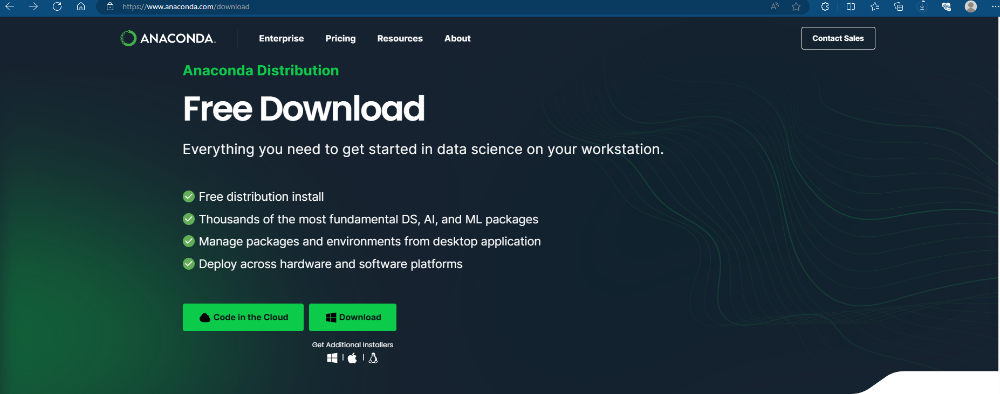 https://www.anaconda.com/download
ANACONDA.
Enterprise
Pricing
Resources
About
Contact Sales
Anaconda Distribution
Free Download
Everything you need to get started in data science on your workstation.
Free distribution install
Thousands of the most fundamental DS, AI, and ML packages
Manage packages and environments from desktop application
Deploy across hardware and software platforms
Code in the Cloud
Download
Get Additional Installers